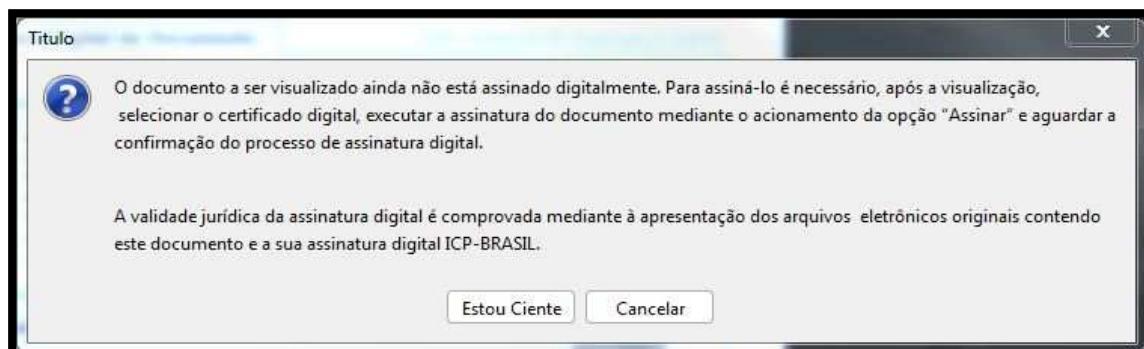 Titulo
O documento a ser visualizado ainda não está assinado digitalmente. Para assiná-lo é necessário, após a visualização,
selecionar o certificado digital, executar a assinatura do documento mediante o acionamento da opção "Assinar" e aguardar a
confirmação do processo de assinatura digital.
A validade jurídica da assinatura digital é comprovada mediante à apresentação dos arquivos eletrônicos originais contendo
este documento e a sua assinatura digital ICP-BRASIL.
Estou Ciente Cancelar